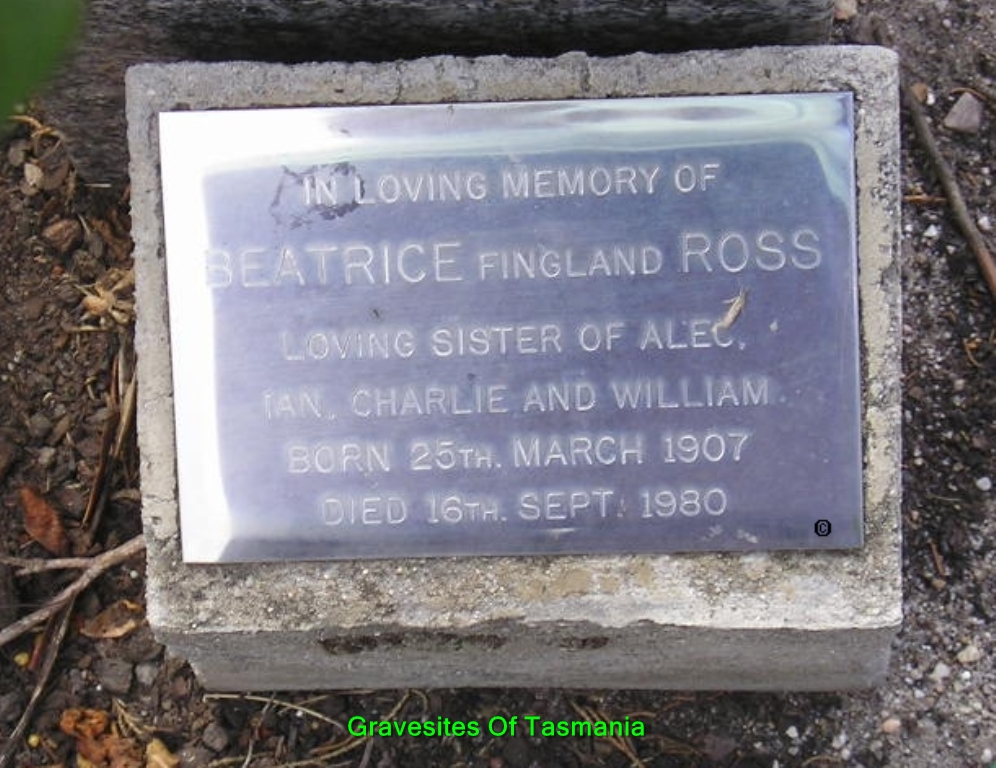 IN LOVING MEMORY OF
BEATRICE FINGLAND ROSS
LOVING SISTER OF ALEC,
IAN, CHARLIE AND WILLIAM.
BORN 25TH. MARCH 1907
DIED 16TH. SEPT. 1980
©
Gravesites Of Tasmania